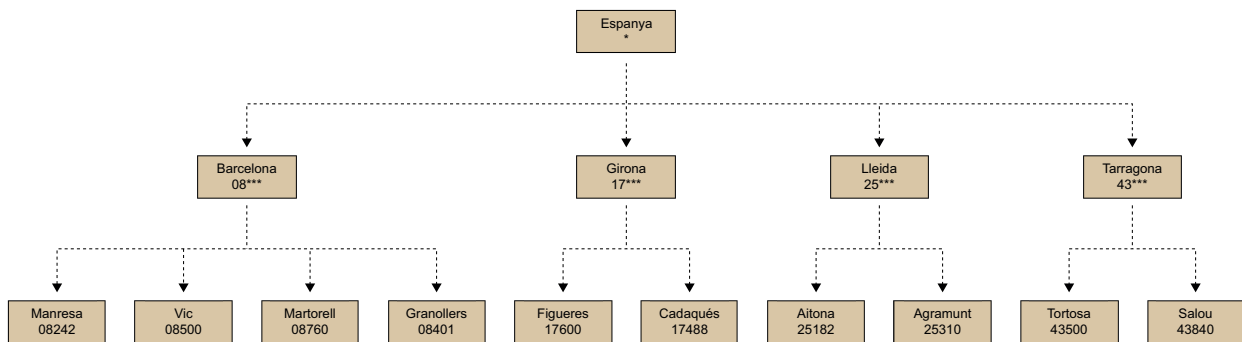 Espanya
*
Barcelona
08***
Girona
17***
Lleida
25***
Tarragona
43***
Manresa
08242
Vic
08500
Martorell
08760
Granollers
08401
Figueres
17600
Cadaqués
17488
Aitona
25182
Agramunt
25310
Tortosa
43500
Salou
43840